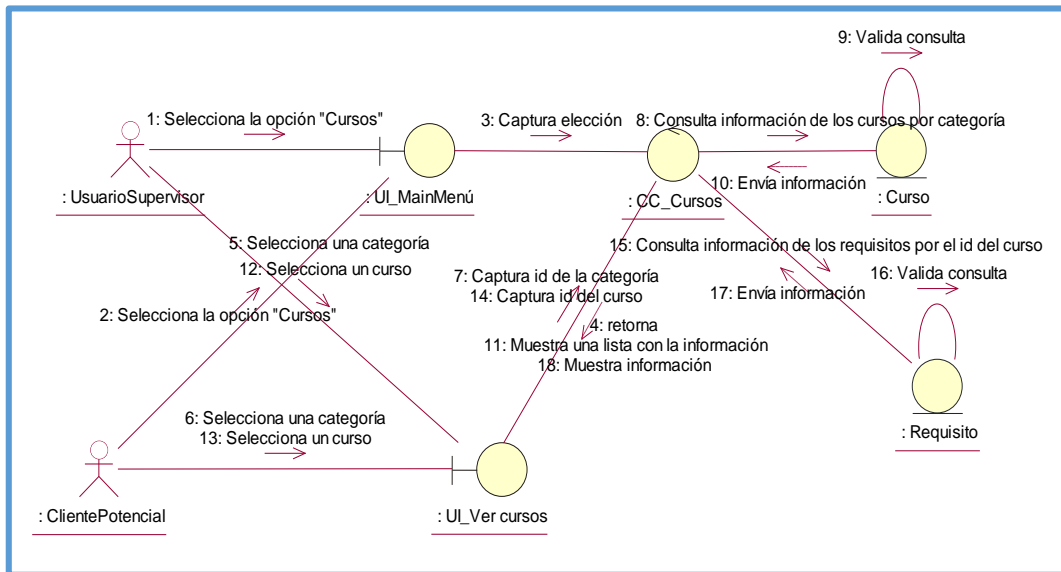 9: Valida consulta
1: Selecciona la opción "Cursos"
3: Captura elección
8: Consulta información de los cursos por categoría
: UsuarioSupervisor
: UI_MainMenú
: CC_Cursos
10: Envía información
: Curso
5: Selecciona una categoría
12: Selecciona un curso
15: Consulta información de los requisitos por el id del curso
7: Captura id de la categoría
14: Captura id del curso
16: Valida consulta
17: Envía información
2: Selecciona la opción "Cursos"
4: retorna
11: Muestra una lista con la información
18: Muestra información
6: Selecciona una categoría
13: Selecciona un curso
: Requisito
: ClientePotencial
: UI_Ver cursos